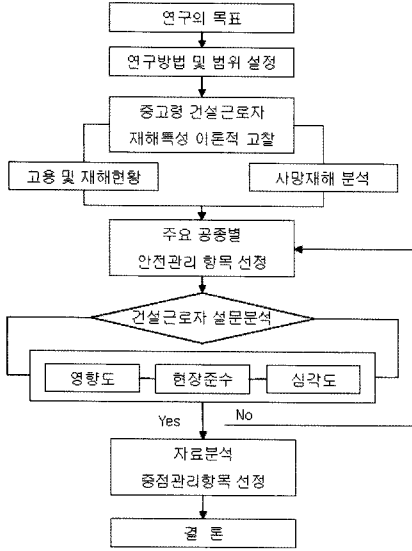 연구의 목표
연구방법 및 범위 설정
중고령 건설근로자
재해특성 이론적 고찰
고용 및 재해현황
사망재해 분석
주요 공종별
안전관리 항목 선정
건설근로자 설문분석
영향도
현장준수
심각도
Yes
No
자료분석
중점관리항목 선정
결 론